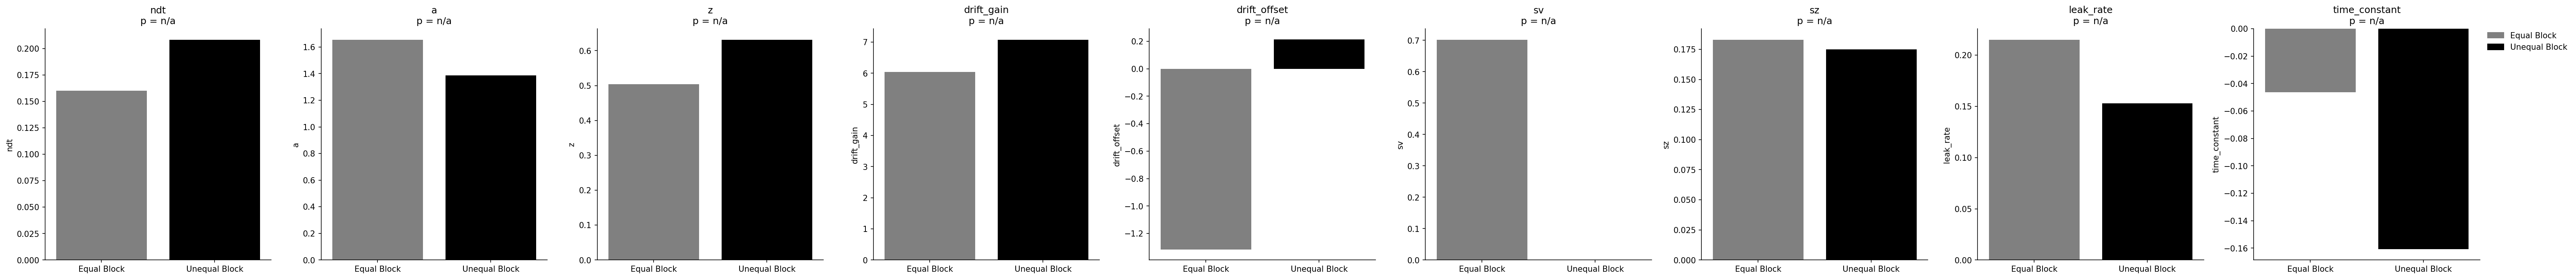 ndt
p = n/a
0.200
0.175
0.150
0.125
0.100
0.075
0.050
0.025
0.000
ndt
Equal Block
Unequal Block
a
p = n/a
1.6
1.4
1.2
1.0
0.8
0.6
0.4
0.2
0.0
a
Equal Block
Unequal Block
z
p = n/a
0.6
0.5
0.4
0.3
0.2
0.1
0.0
z
Equal Block
Unequal Block
drift_gain
p = n/a
7
6
5
4
3
2
1
0
drift_gain
Equal Block
Unequal Block
drift_offset
p = n/a
0.2
0.0
−0.2
−0.4
−0.6
−0.8
−1.0
−1.2
drift_offset
Equal Block
Unequal Block
sv
p = n/a
0.7
0.6
0.5
0.4
0.3
0.2
0.1
0.0
sv
Equal Block
Unequal Block
sz
p = n/a
0.175
0.150
0.125
0.100
0.075
0.050
0.025
0.000
sz
Equal Block
Unequal Block
leak_rate
p = n/a
0.20
0.15
0.10
0.05
0.00
leak_rate
Equal Block
Unequal Block
time_constant
p = n/a
0.00
−0.02
−0.04
−0.06
−0.08
−0.10
−0.12
−0.14
−0.16
time_constant
Equal Block
Unequal Block
Equal Block
Unequal Block